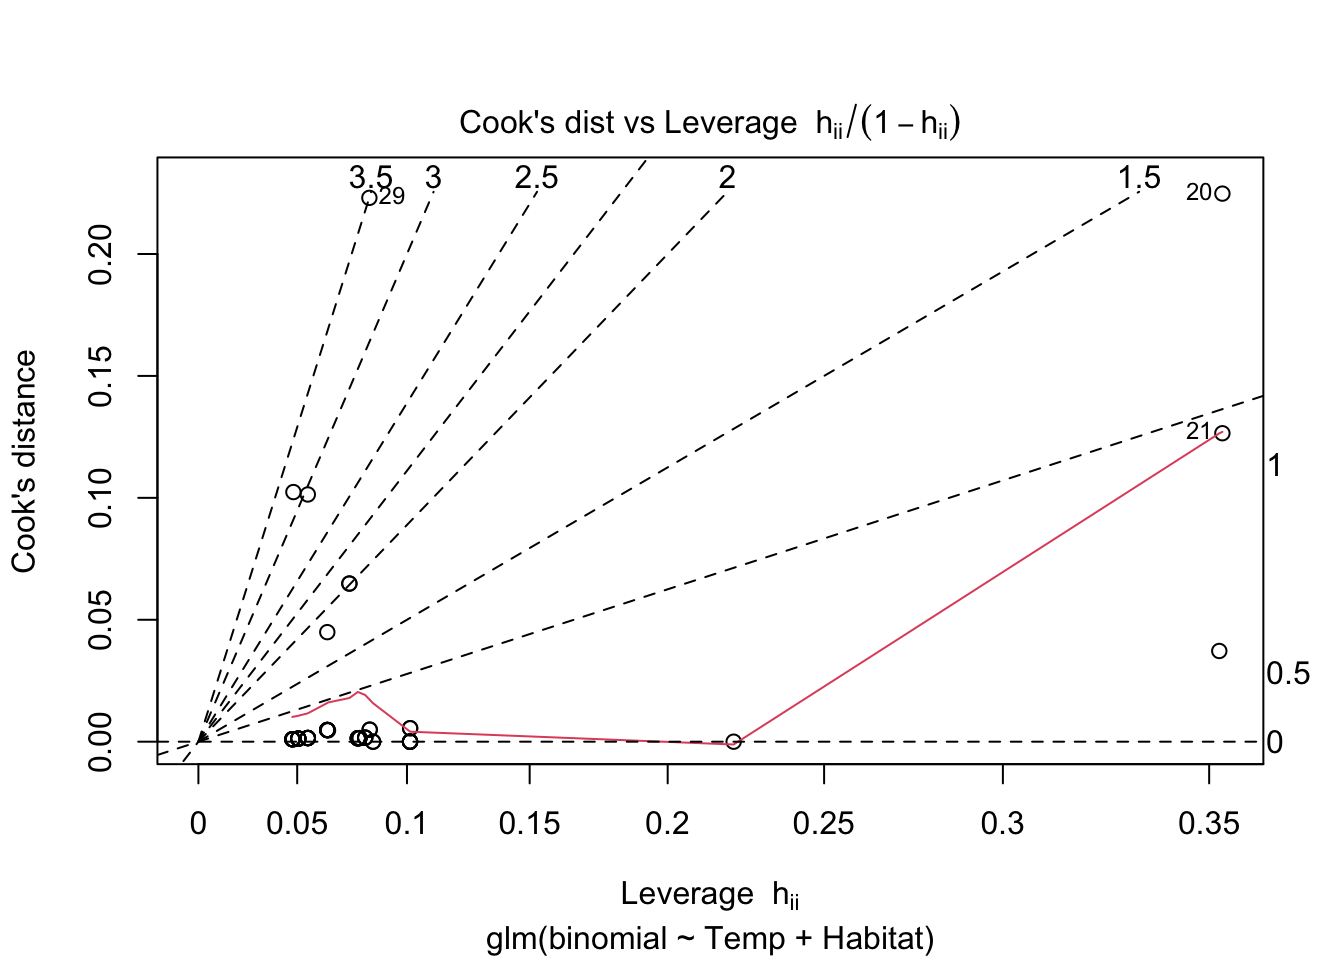 Cook's dist vs Leverage hᵢᵢ/(1 − hᵢᵢ)
3.5 3 2.5 2 1.5
29
20
21
1
0.5
0
Cook's distance
0.20
0.15
0.10
0.05
0.00
0 0.05 0.1 0.15 0.2 0.25 0.3 0.35
Leverage hᵢᵢ
glm(binomial ~ Temp + Habitat)